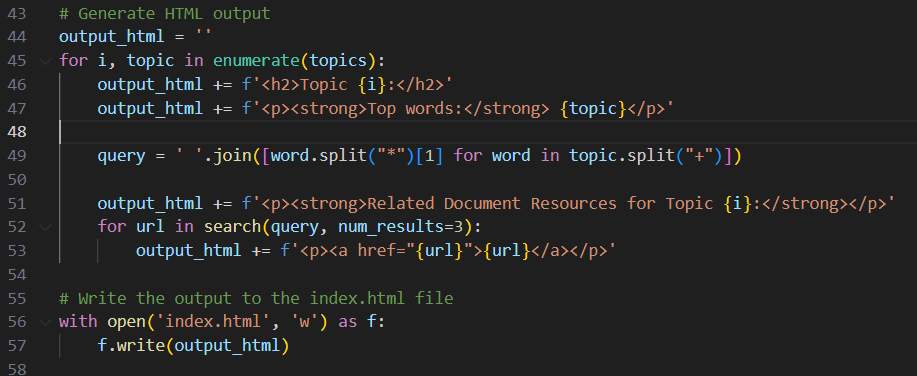 43 # Generate HTML output
44 output_html = ''
45 for i, topic in enumerate(topics):
46     output_html += f'<h2>Topic {i}:</h2>'
47     output_html += f'<p><strong>Top words:</strong> {topic}</p>'
48
49     query = ' '.join([word.split("*")[1] for word in topic.split("+")])
50
51     output_html += f'<p><strong>Related Document Resources for Topic {i}:</strong></p>'
52     for url in search(query, num_results=3):
53         output_html += f'<p><a href="{url}">{url}</a></p>'
54
55 # Write the output to the index.html file
56 with open('index.html', 'w') as f:
57     f.write(output_html)
58